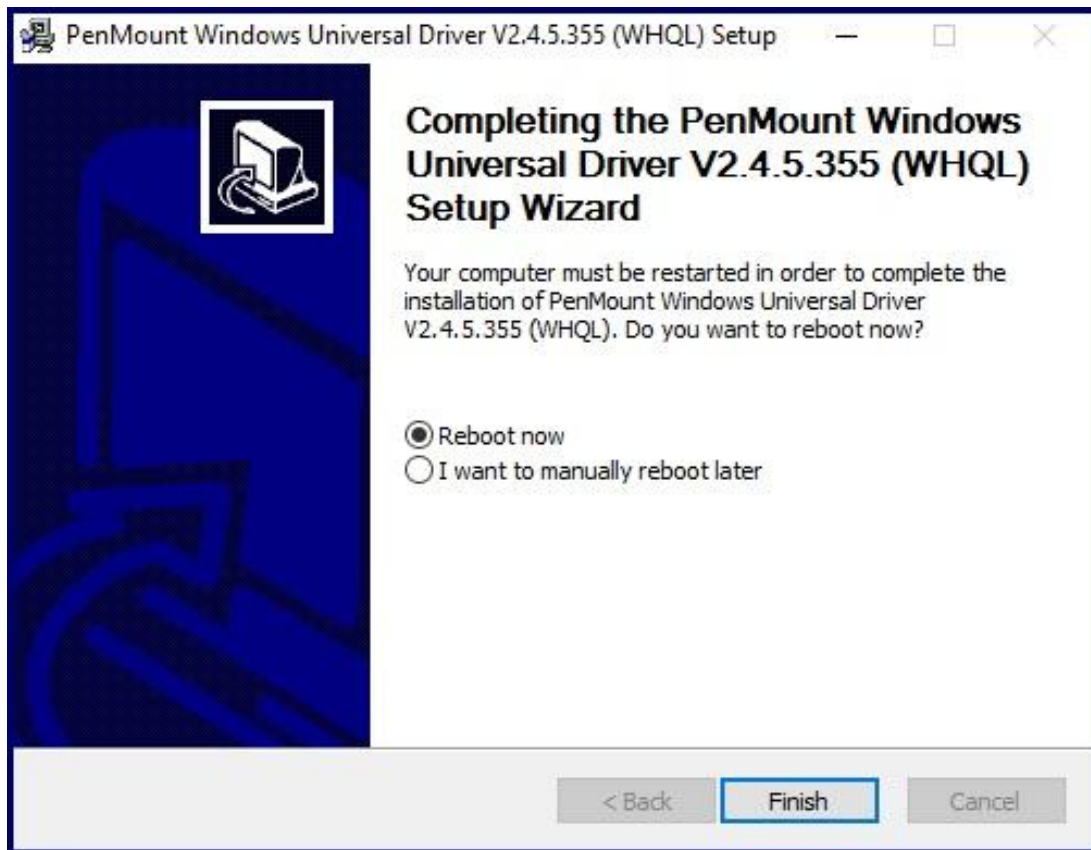 PenMount Windows Universal Driver V2.4.5.355 (WHQL) Setup
Completing the PenMount Windows
Universal Driver V2.4.5.355 (WHQL)
Setup Wizard
Your computer must be restarted in order to complete the
installation of PenMount Windows Universal Driver
V2.4.5.355 (WHQL). Do you want to reboot now?
Reboot now
I want to manually reboot later
< Back
Finish
Cancel